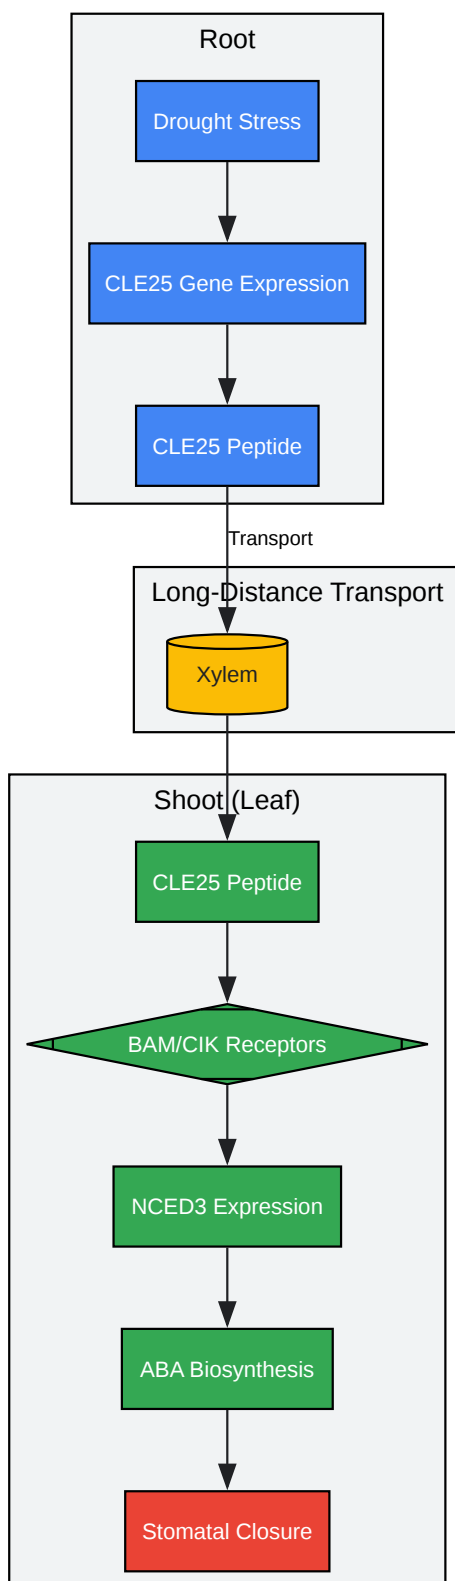 Root
Drought Stress
CLE25 Gene Expression
CLE25 Peptide
Transport
Long-Distance Transport
Xylem
Shoot (Leaf)
CLE25 Peptide
BAM/CIK Receptors
NCED3 Expression
ABA Biosynthesis
Stomatal Closure